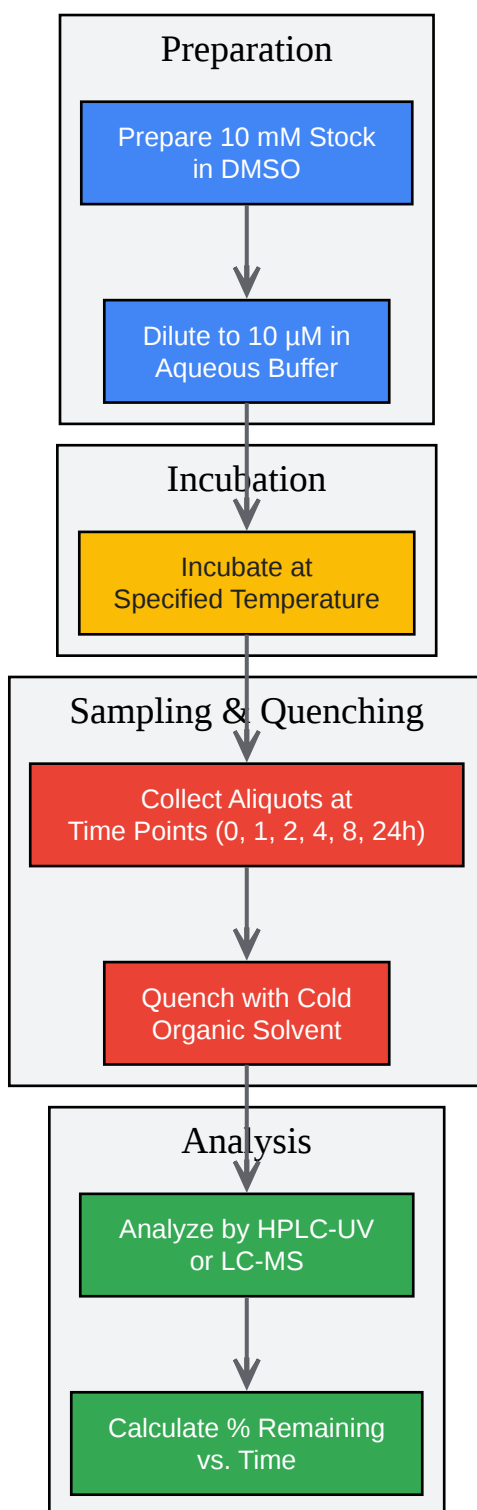 Preparation
Prepare 10 mM Stock
in DMSO
Dilute to 10 µM in
Aqueous Buffer
Incubation
Incubate at
Specified Temperature
Sampling & Quenching
Collect Aliquots at
Time Points (0, 1, 2, 4, 8, 24h)
Quench with Cold
Organic Solvent
Analysis
Analyze by HPLC-UV
or LC-MS
Calculate % Remaining
vs. Time